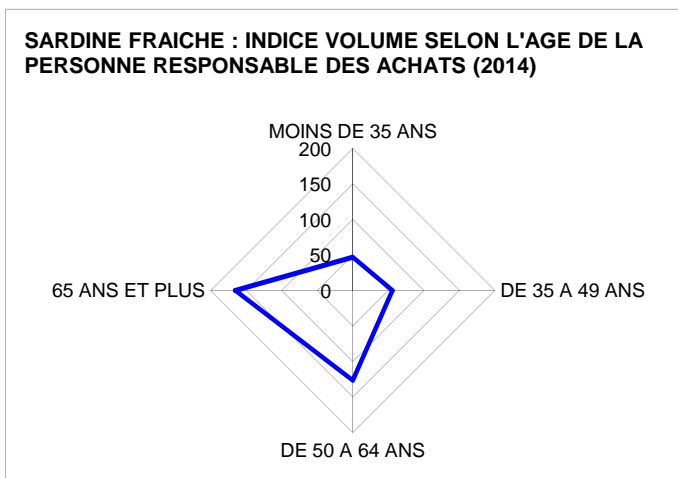 SARDINE FRAICHE : INDICE VOLUME SELON L'AGE DE LA
PERSONNE RESPONSABLE DES ACHATS (2014)
MOINS DE 35 ANS
200
150
100
50
0
65 ANS ET PLUS
DE 35 A 49 ANS
DE 50 A 64 ANS